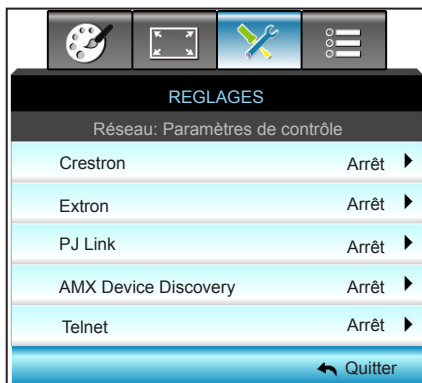 REGLAGES
Réseau: Paramètres de contrôle
Crestron Arrêt
Extron Arrêt
PJ Link Arrêt
AMX Device Discovery Arrêt
Telnet Arrêt
Quitter